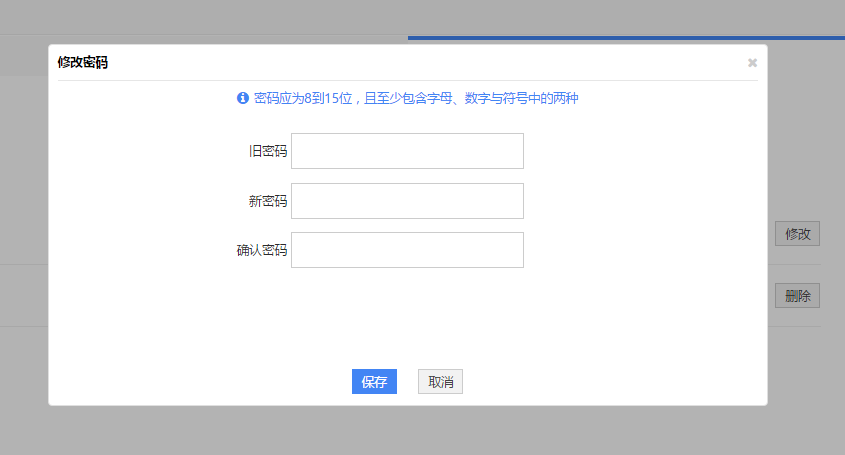 修改密码
密码应为8到15位，且至少包含字母、数字与符号中的两种
旧密码
新密码
修改
确认密码
删除
保存 取消